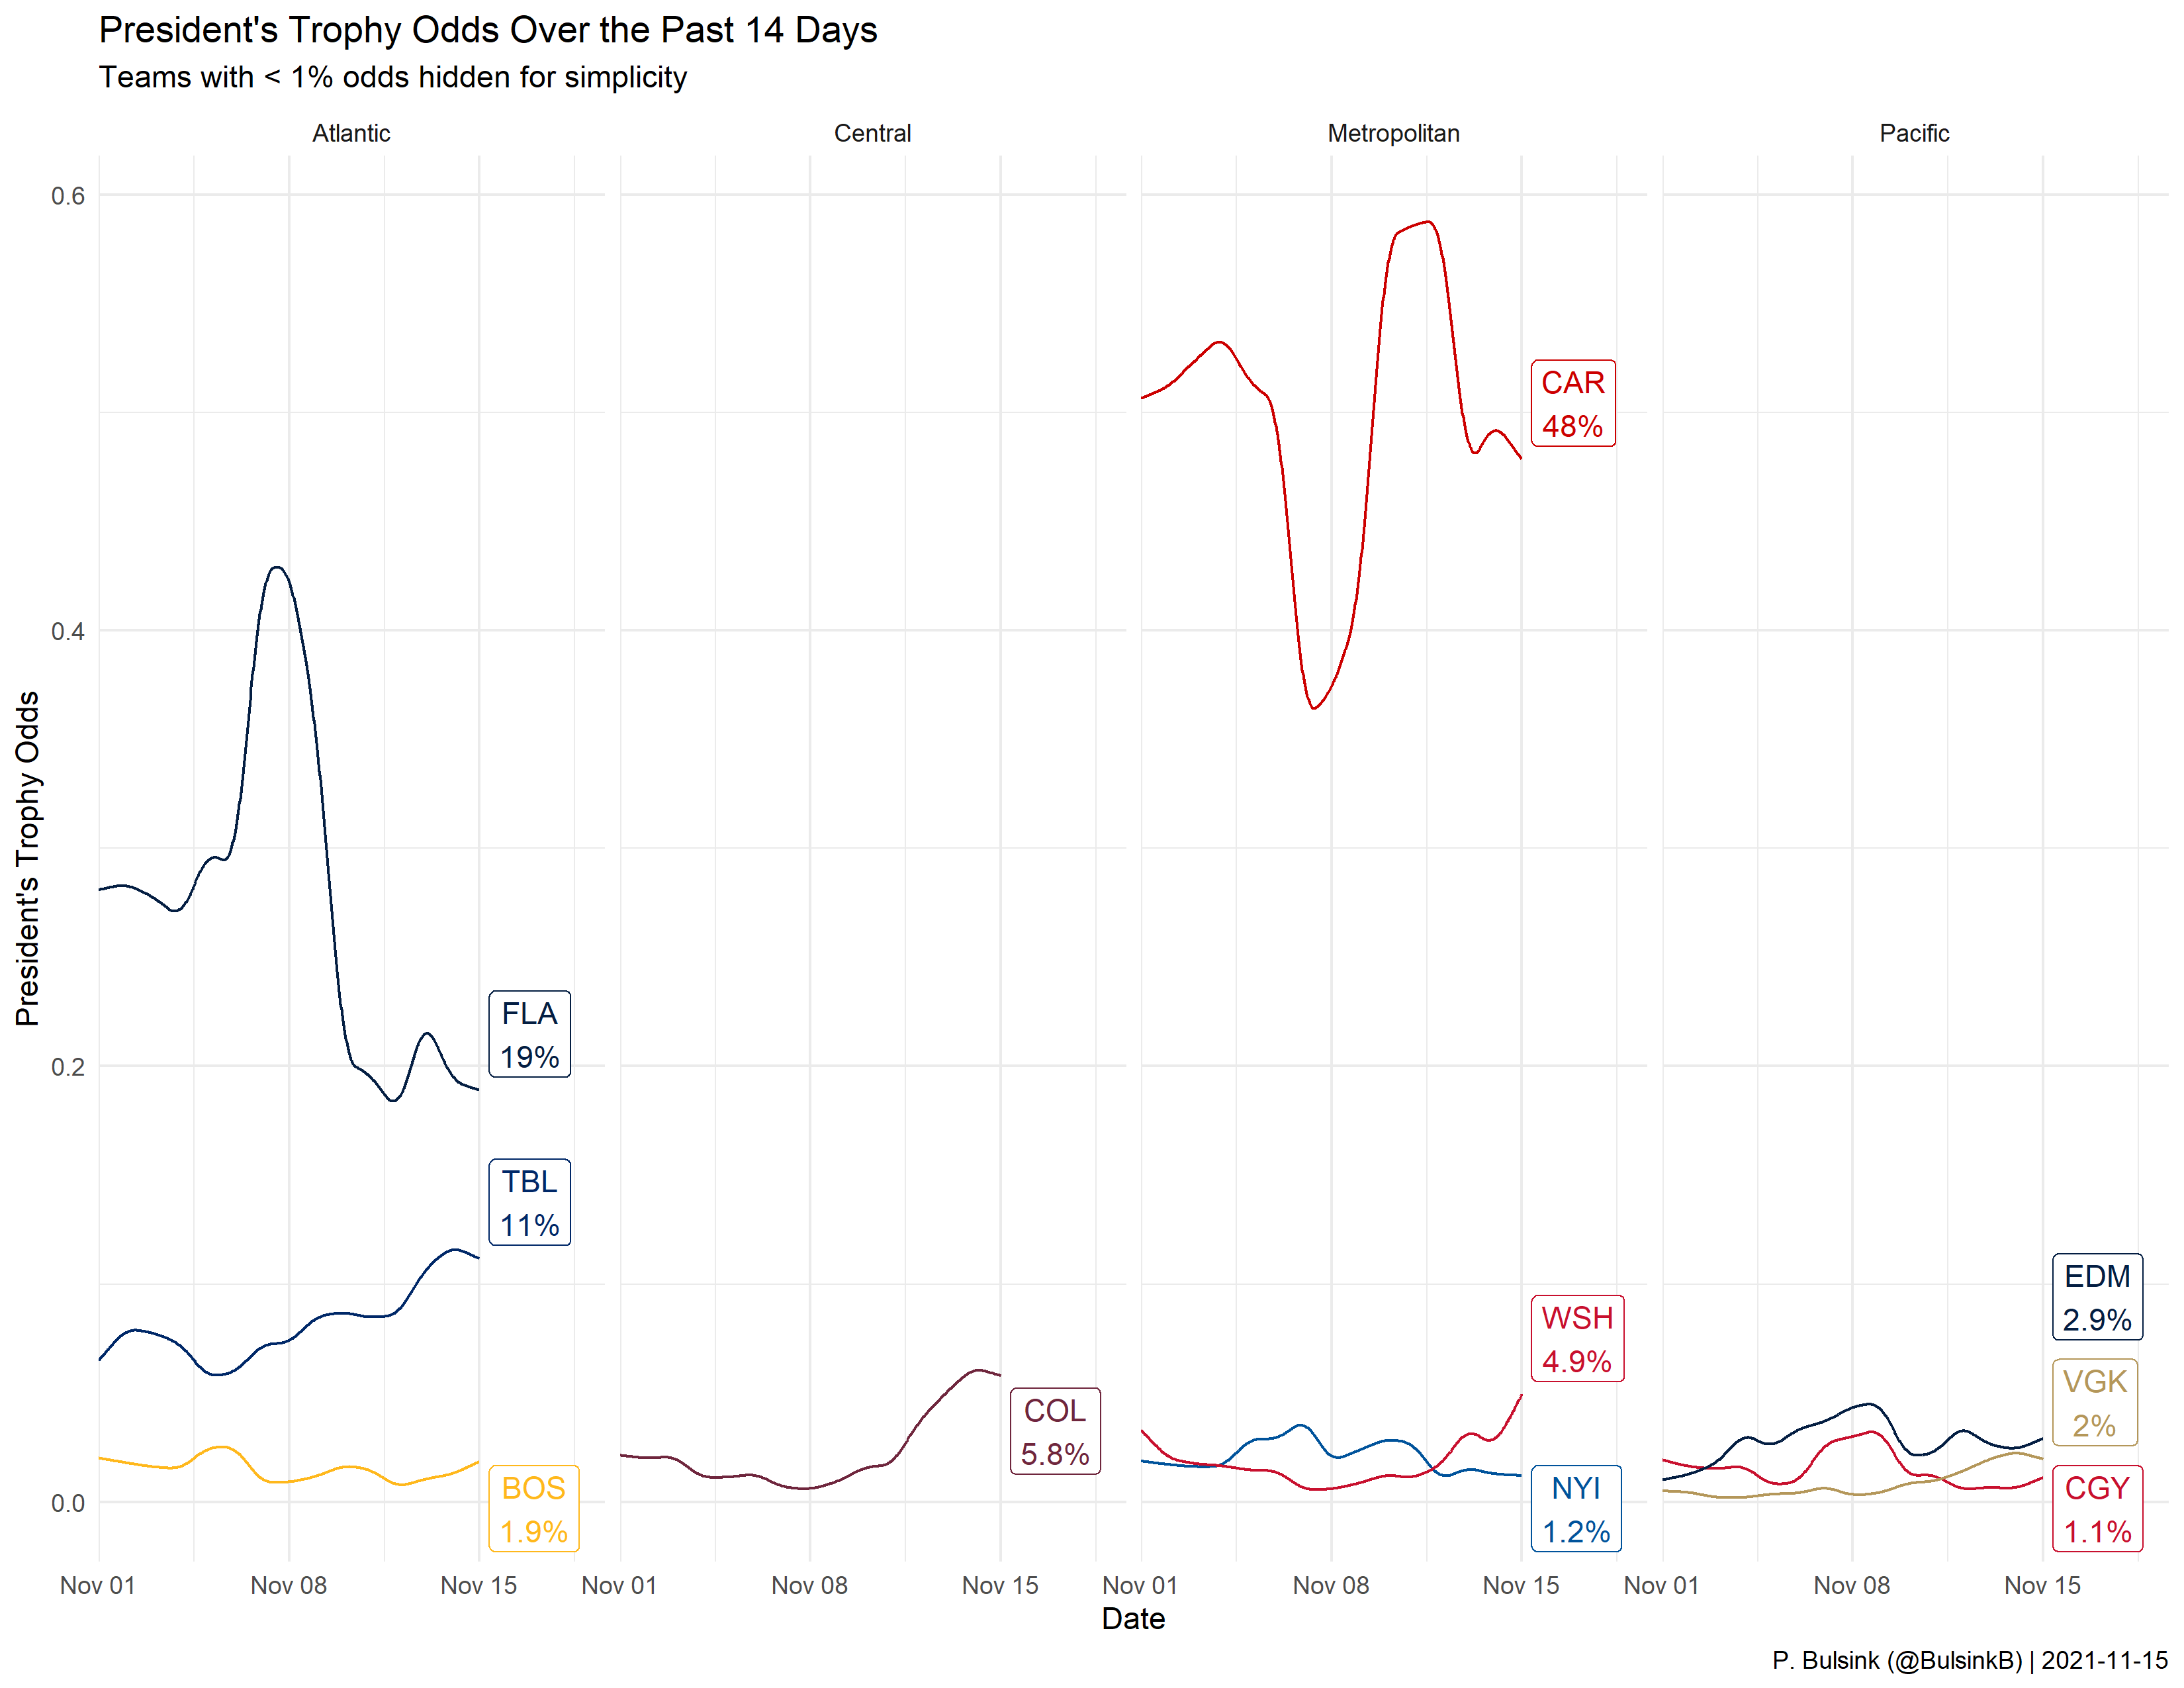 President's Trophy Odds Over the Past 14 Days
Teams with < 1% odds hidden for simplicity
Atlantic
Central
Metropolitan
Pacific
President's Trophy Odds
0.6
0.4
0.2
0.0
FLA
19%
TBL
11%
BOS
1.9%
COL
5.8%
CAR
48%
WSH
4.9%
NYI
1.2%
EDM
2.9%
VGK
2%
CGY
1.1%
Nov 01 Nov 08 Nov 15 Nov 01 Nov 08 Nov 15 Nov 01 Nov 08 Nov 15 Nov 01 Nov 08 Nov 15
Date
P. Bulsink (@BulsinkB) | 2021-11-15